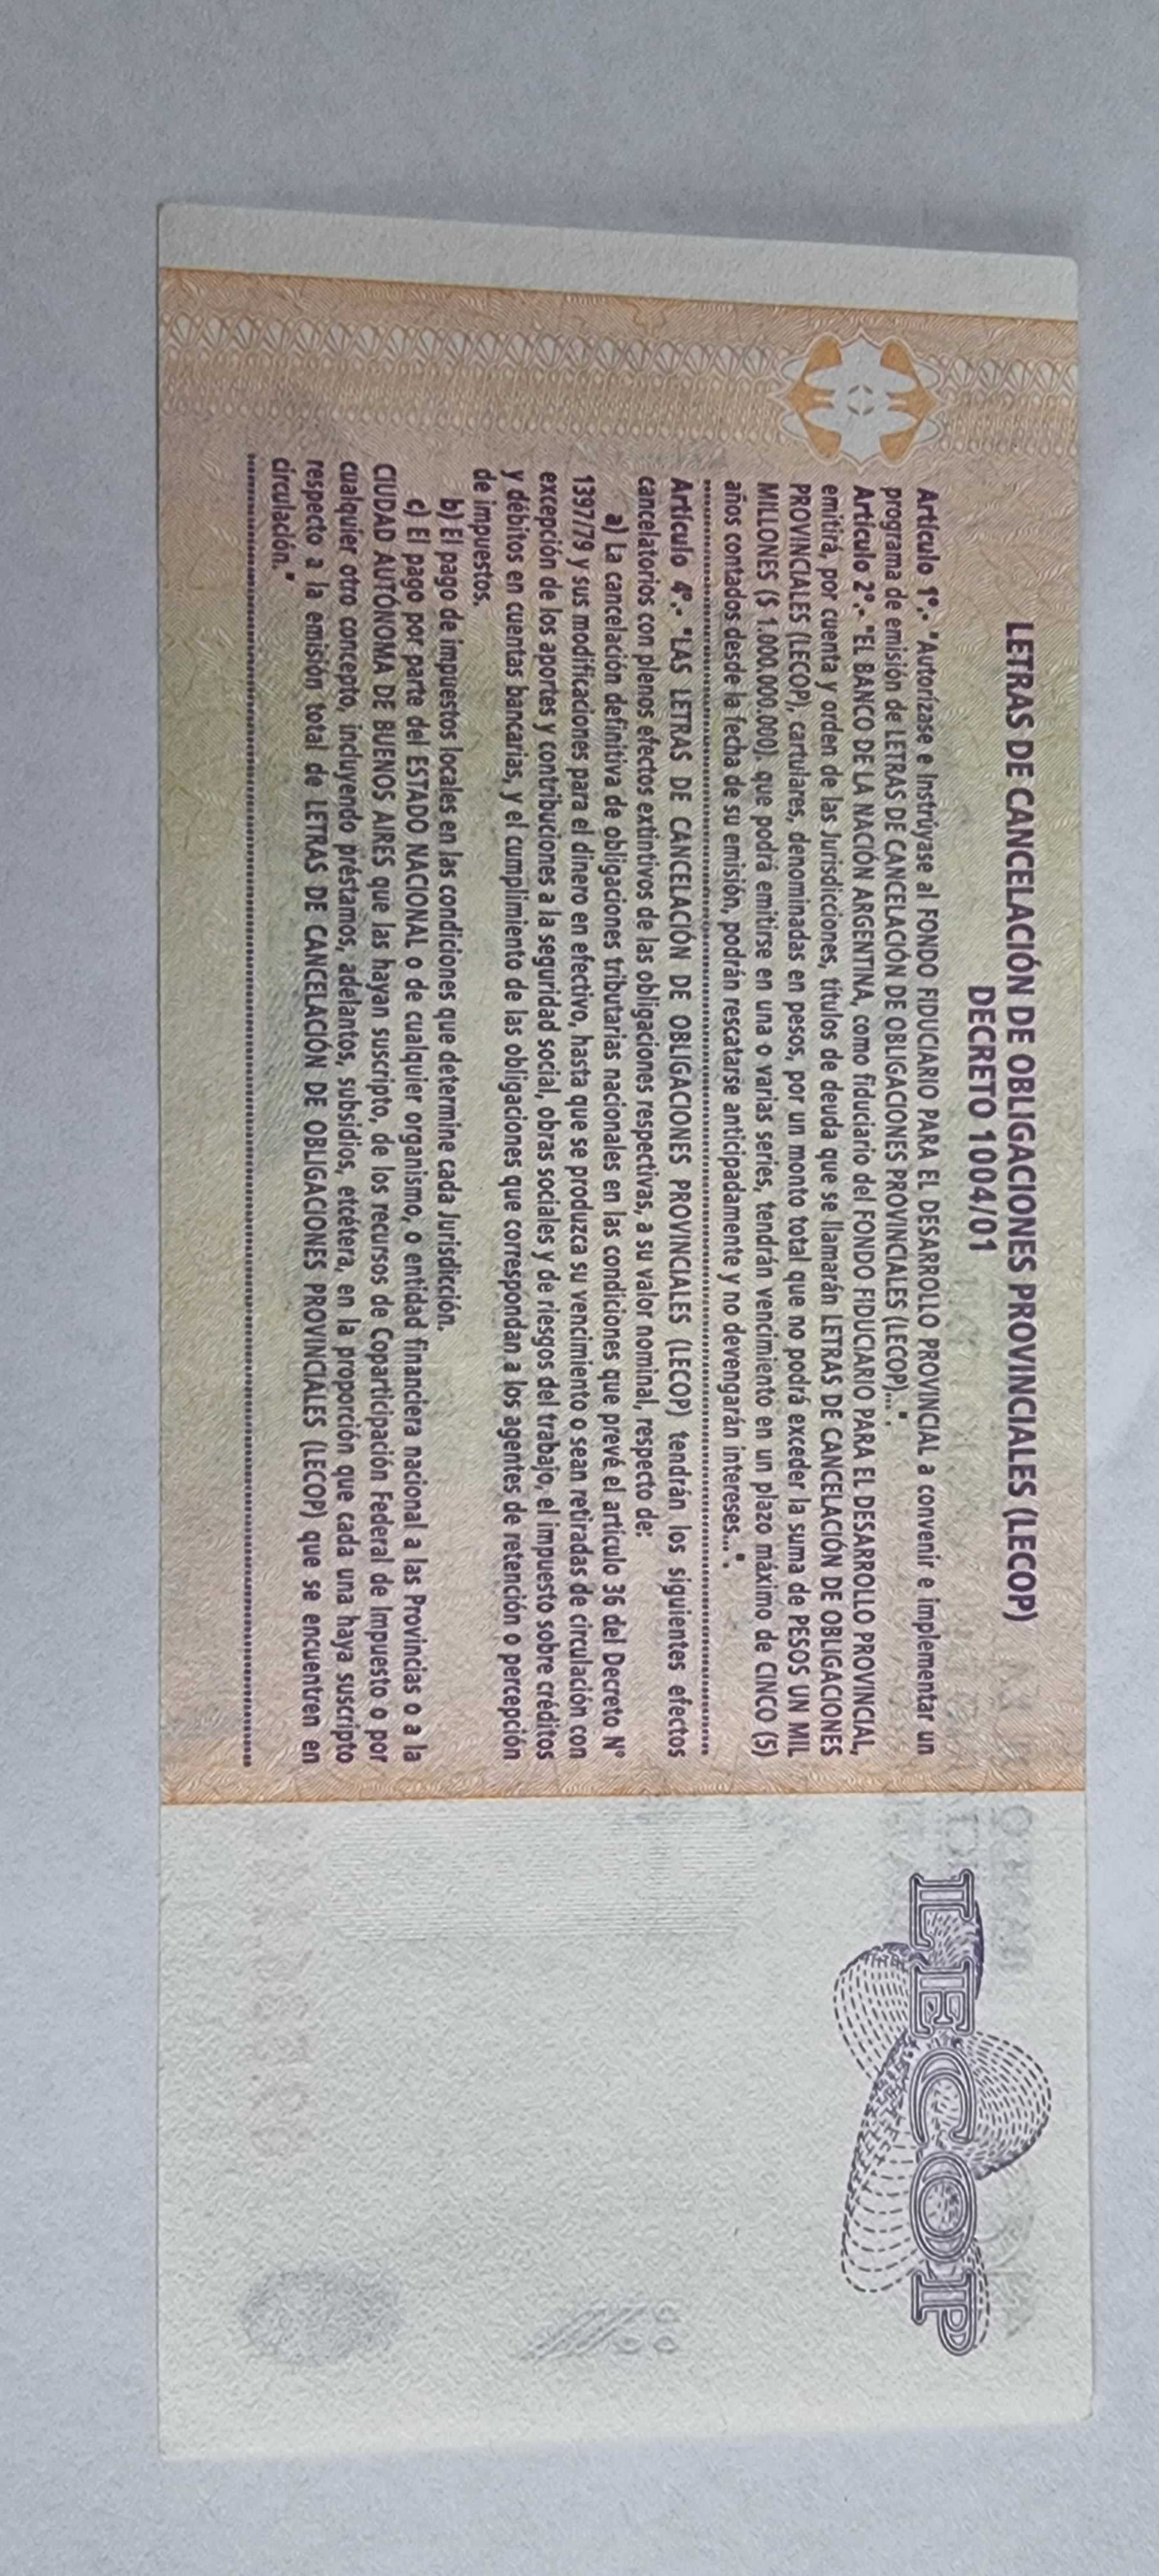 LETRAS DE CANCELACIÓN DE OBLIGACIONES PROVINCIALES (LECOP)
DECRETO 1004/01
Artículo 1º.- "Autorízase e Instrúyase al FONDO FIDUCIARIO PARA EL DESARROLLO PROVINCIAL a convenir e implementar un
programa de emisión de LETRAS DE CANCELACIÓN DE OBLIGACIONES PROVINCIALES (LECOP)...".
Artículo 2º.- "EL BANCO DE LA NACIÓN ARGENTINA, como fiduciario del FONDO FIDUCIARIO PARA EL DESARROLLO PROVINCIAL,
emitirá, por cuenta y orden de las Jurisdicciones, títulos de deuda que se llamarán LETRAS DE CANCELACIÓN DE OBLIGACIONES
PROVINCIALES (LECOP), cartulares, denominadas en pesos, por un monto total que no podrá exceder la suma de PESOS UN MIL
MILLONES ($ 1.000.000.000). que podrá emitirse en una o varias series, tendrán vencimiento en un plazo máximo de CINCO (5)
años contados desde la fecha de su emisión, podrán rescatarse anticipadamente y no devengarán intereses...".
Artículo 4º.- "LAS LETRAS DE CANCELACIÓN DE OBLIGACIONES PROVINCIALES (LECOP) tendrán los siguientes efectos
cancelatorios con plenos efectos extintivos de las obligaciones respectivas, a su valor nominal, respecto de:
a) La cancelación definitiva de obligaciones tributarias nacionales en las condiciones que prevé el artículo 36 del Decreto Nº
1397/79 y sus modificaciones para el dinero en efectivo, hasta que se produzca su vencimiento o sean retiradas de circulación con
excepción de los aportes y contribuciones a la seguridad social, obras sociales y de riesgos del trabajo, el impuesto sobre créditos
y débitos en cuentas bancarias, y el cumplimiento de las obligaciones que correspondan a los agentes de retención o percepción
de impuestos.
b) El pago de impuestos locales en las condiciones que determine cada Jurisdicción.
c) El pago por parte del ESTADO NACIONAL o de cualquier organismo, o entidad financiera nacional a las Provincias o a la
CIUDAD AUTÓNOMA DE BUENOS AIRES que las hayan suscripto, de los recursos de Coparticipación Federal de Impuesto o por
cualquier otro concepto, incluyendo préstamos, adelantos, subsidios, etcétera, en la proporción que cada una haya suscripto
respecto a la emisión total de LETRAS DE CANCELACIÓN DE OBLIGACIONES PROVINCIALES (LECOP) que se encuentren en
circulación."
LECOP